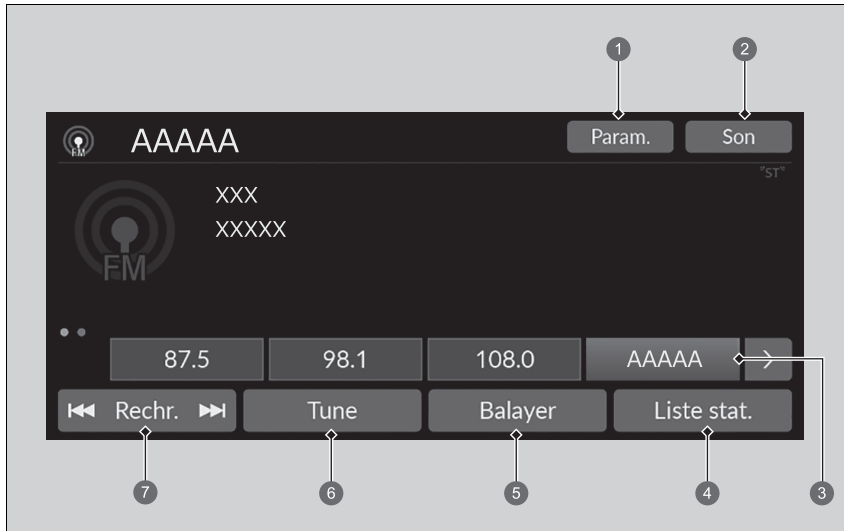 1 2
FM AAAAA Param. Son
"ST"
XXX
XXXXX
FM
87.5 98.1 108.0 AAAAA
Rechr. Tune Balayer Liste stat.
7 6 5 4 3